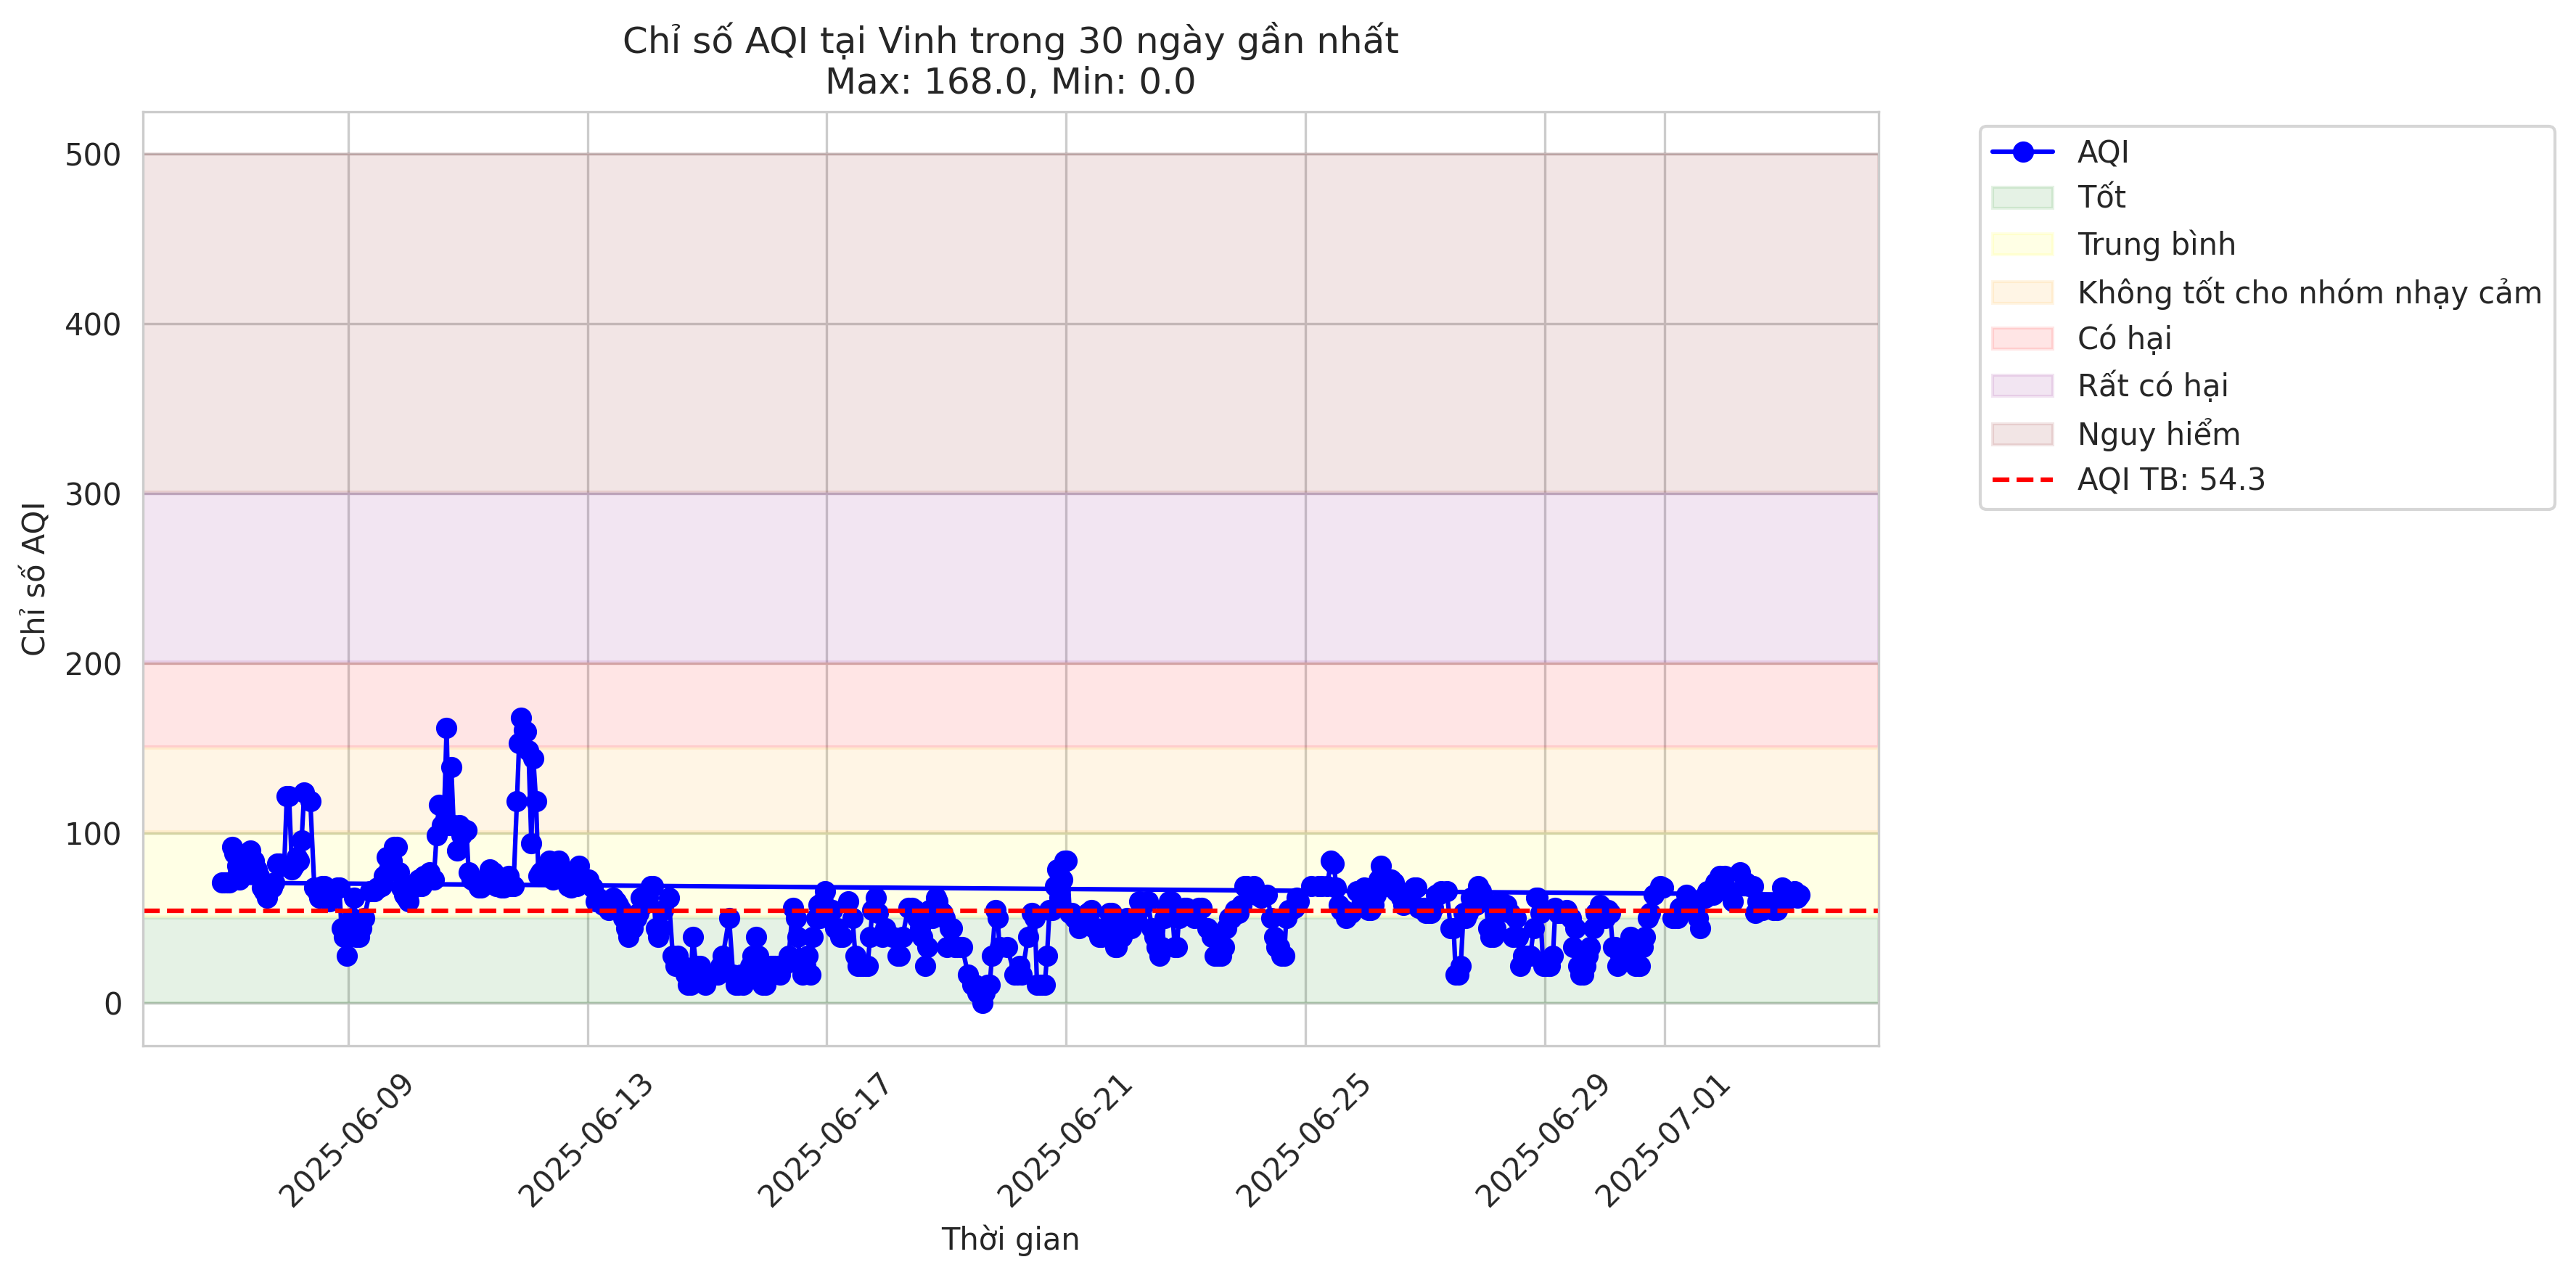 Chỉ số AQI tại Vinh trong 30 ngày gần nhất
Max: 168.0, Min: 0.0
Chỉ số AQI
500
400
300
200
100
0
2025-06-09
2025-06-13
2025-06-17
2025-06-21
2025-06-25
2025-06-29
2025-07-01
Thời gian
AQI
Tốt
Trung bình
Không tốt cho nhóm nhạy cảm
Có hại
Rất có hại
Nguy hiểm
AQI TB: 54.3